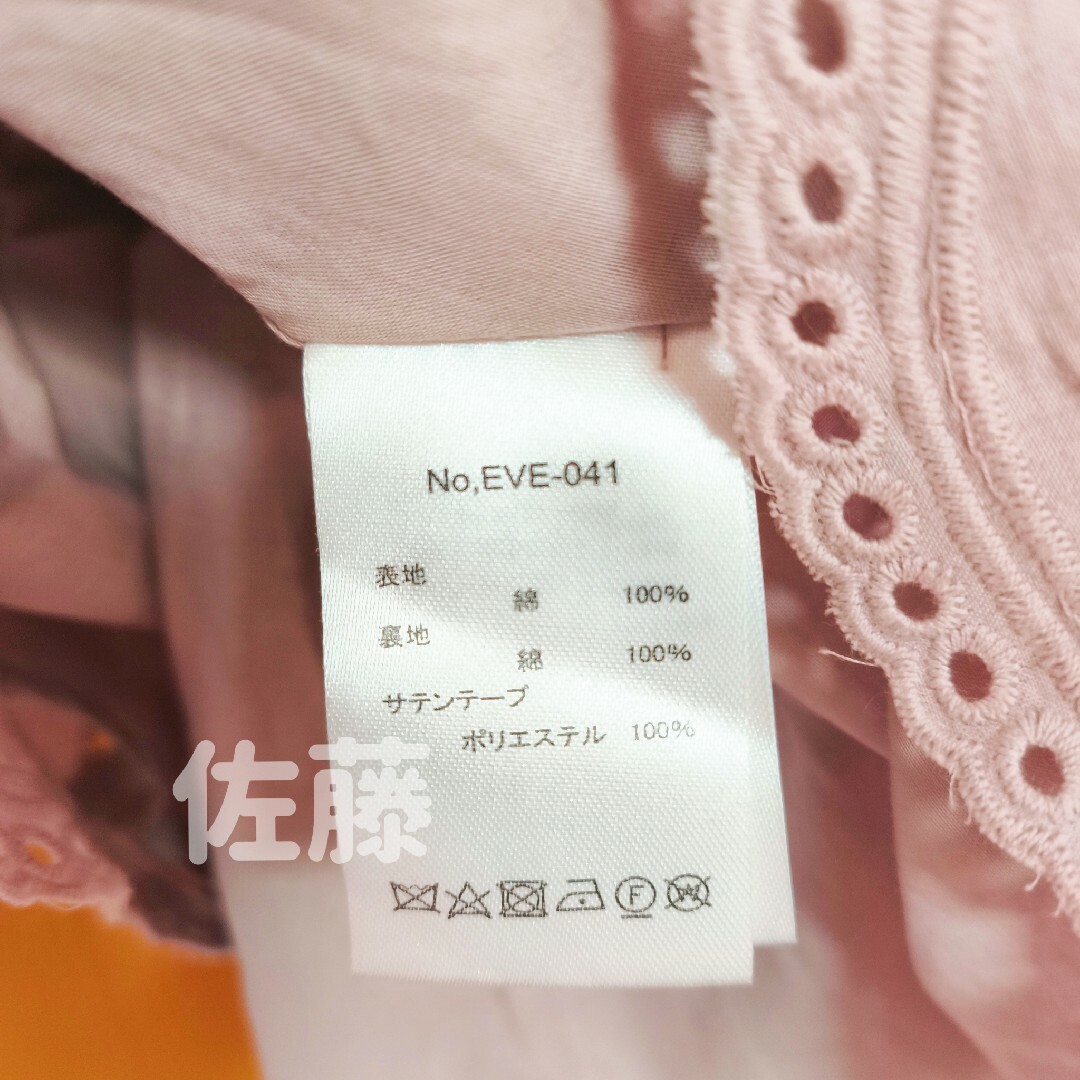 No,EVE-041
表地
綿 100%
裏地
綿 100%
サテンテープ
ポリエステル 100%
佐藤
F
W